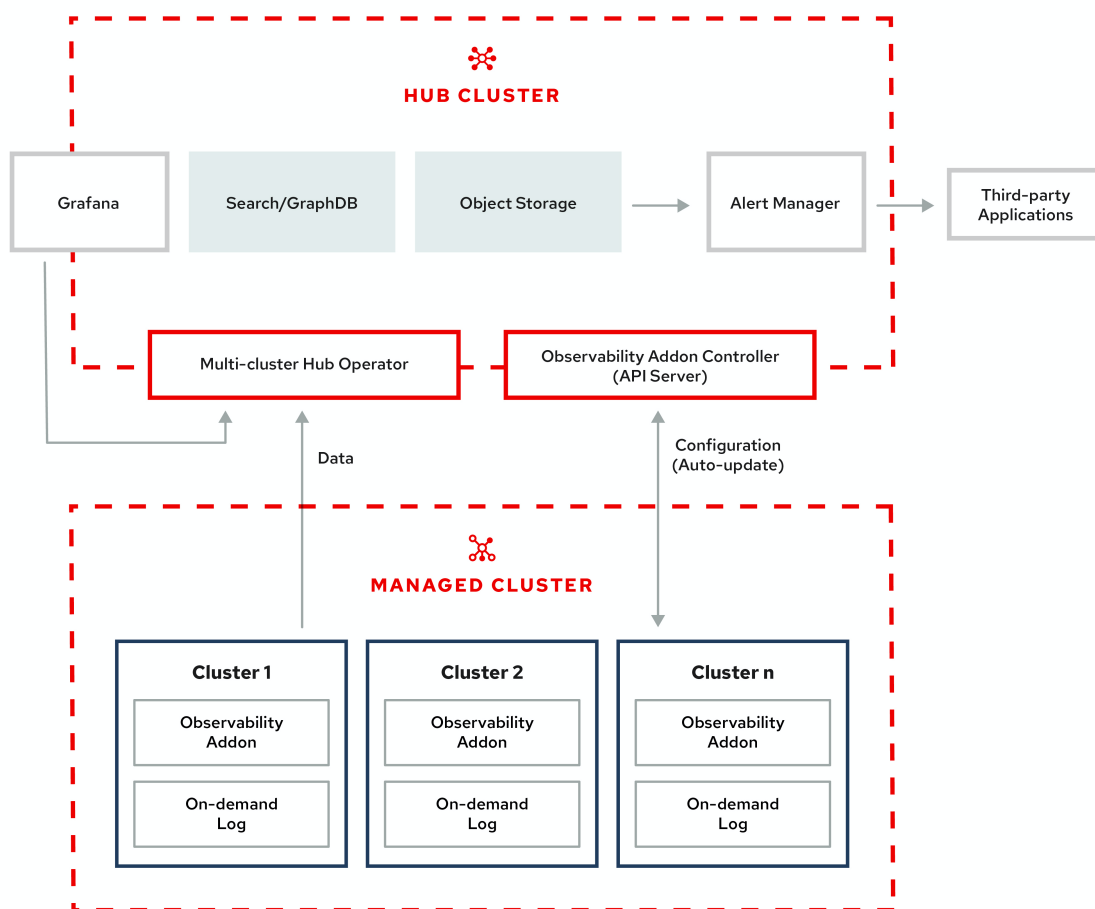 HUB CLUSTER
Grafana
Search/GraphDB
Object Storage
Alert Manager
Third-party
Applications
Multi-cluster Hub Operator
Observability Addon Controller
(API Server)
Data
Configuration
(Auto-update)
MANAGED CLUSTER
Cluster 1
Observability
Addon
On-demand
Log
Cluster 2
Observability
Addon
On-demand
Log
Cluster n
Observability
Addon
On-demand
Log